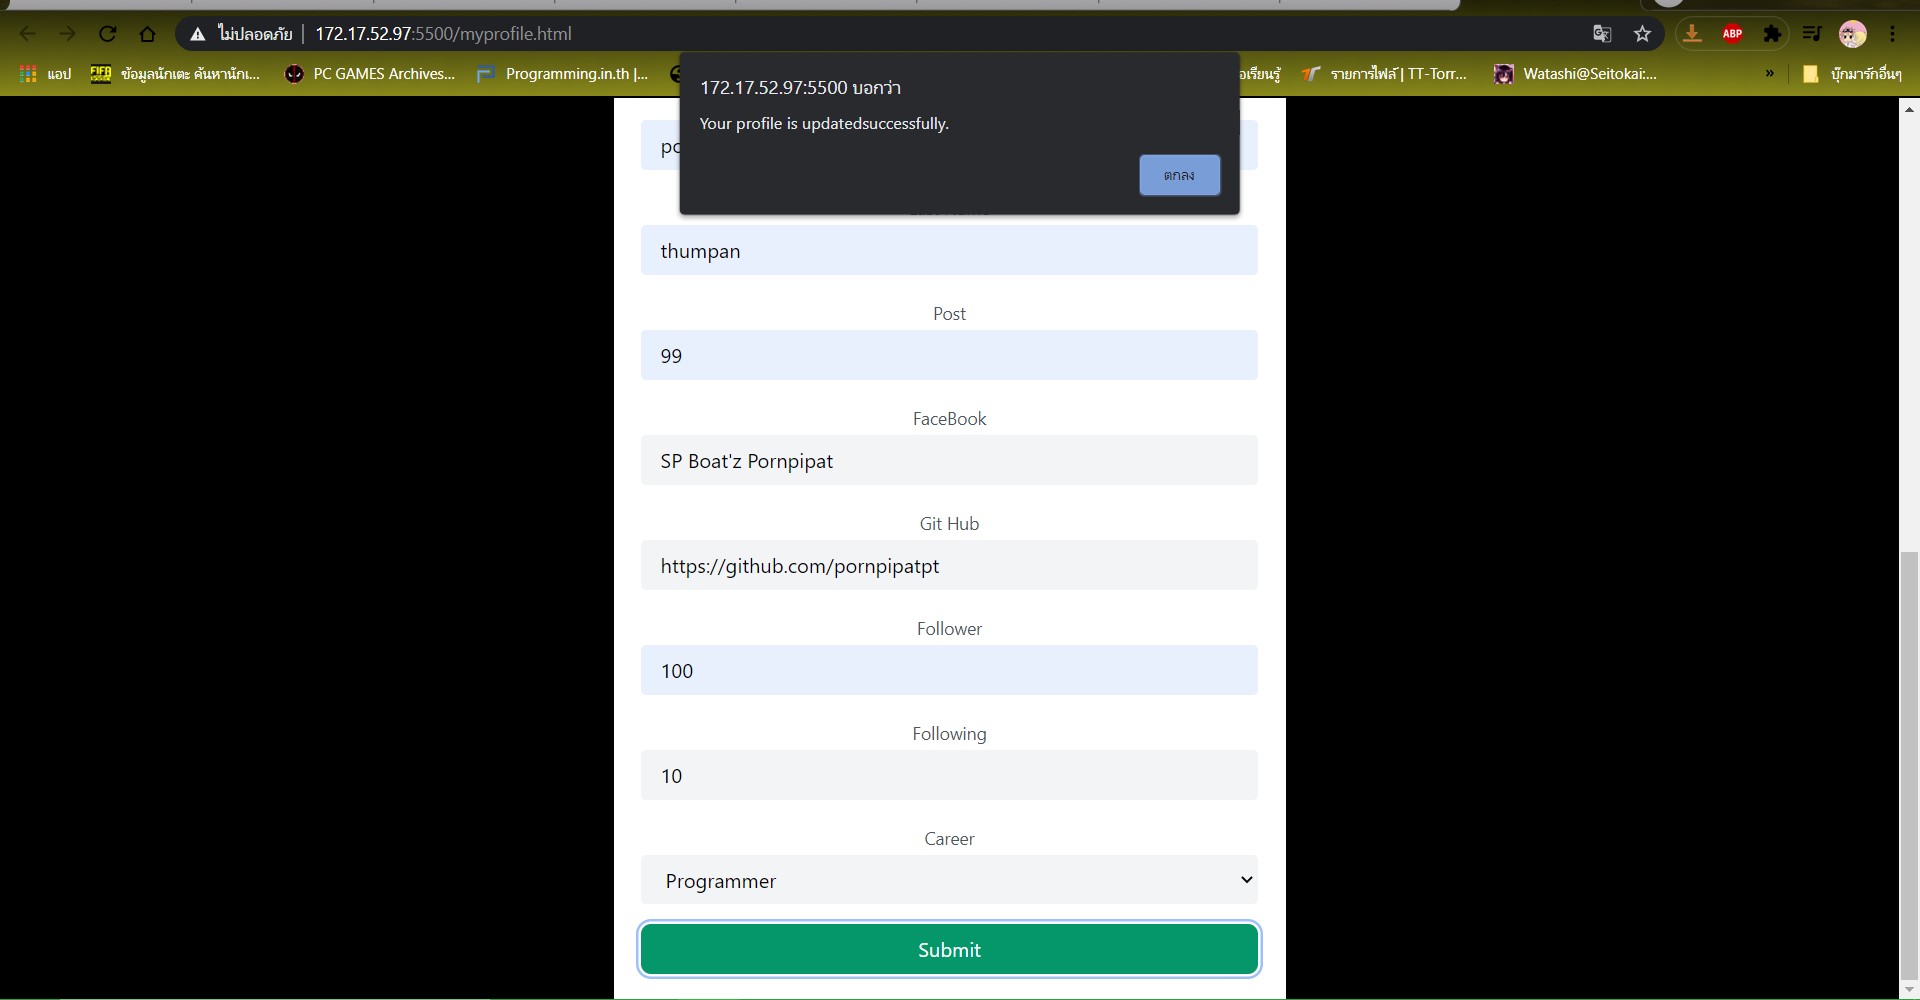 ไม่ปลอดภัย | 172.17.52.97:5500/myprofile.html
ABP
แอป
ข้อมูลนักเตะ ค้นหานักเ...
PC GAMES Archives...
Programming.in.th |...
อเรียนรู้
รายการไฟล์ | TT-Torr...
Watashi@Seitokai:...
»
บุ๊กมาร์กอื่นๆ
172.17.52.97:5500 บอกว่า
Your profile is updatedsuccessfully.
ตกลง
thumpan
Post
99
FaceBook
SP Boat'z Pornpipat
Git Hub
https://github.com/pornpipatpt
Follower
100
Following
10
Career
Programmer
Submit